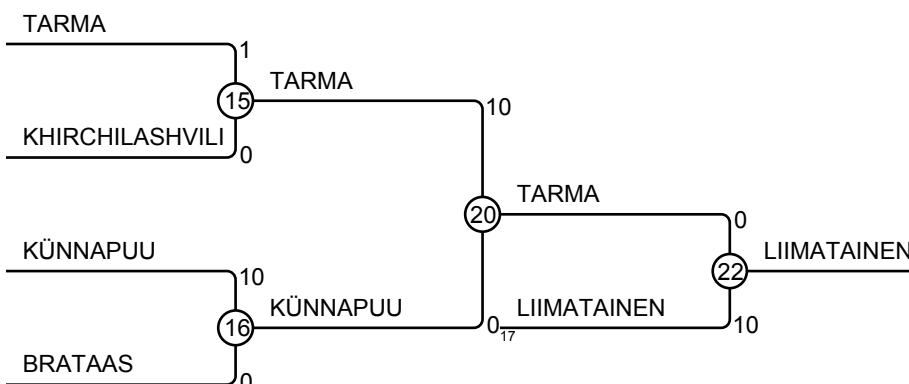 TARMA
1
15
TARMA
10
KHIRCHILASHVILI
0
20
TARMA
0
KÜNNAPUU
10
22
LIIMATAINEN
16
KÜNNAPUU
0
17
LIIMATAINEN
10
BRATAAS
0